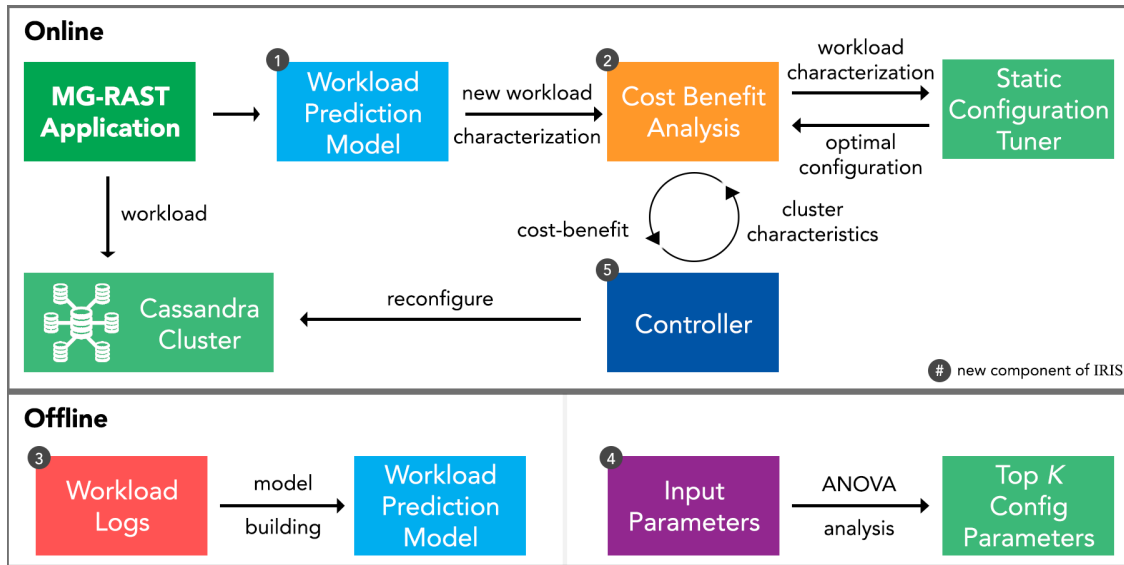 Online
MG-RAST
Application
1
Workload
Prediction
Model
new workload
characterization
2
Cost Benefit
Analysis
workload
characterization
optimal
configuration
Static
Configuration
Tuner
workload
cost-benefit
cluster
characteristics
Cassandra
Cluster
reconfigure
5
Controller
# new component of IRIS
Offline
3
Workload
Logs
model
building
Workload
Prediction
Model
4
Input
Parameters
ANOVA
analysis
Top K
Config
Parameters